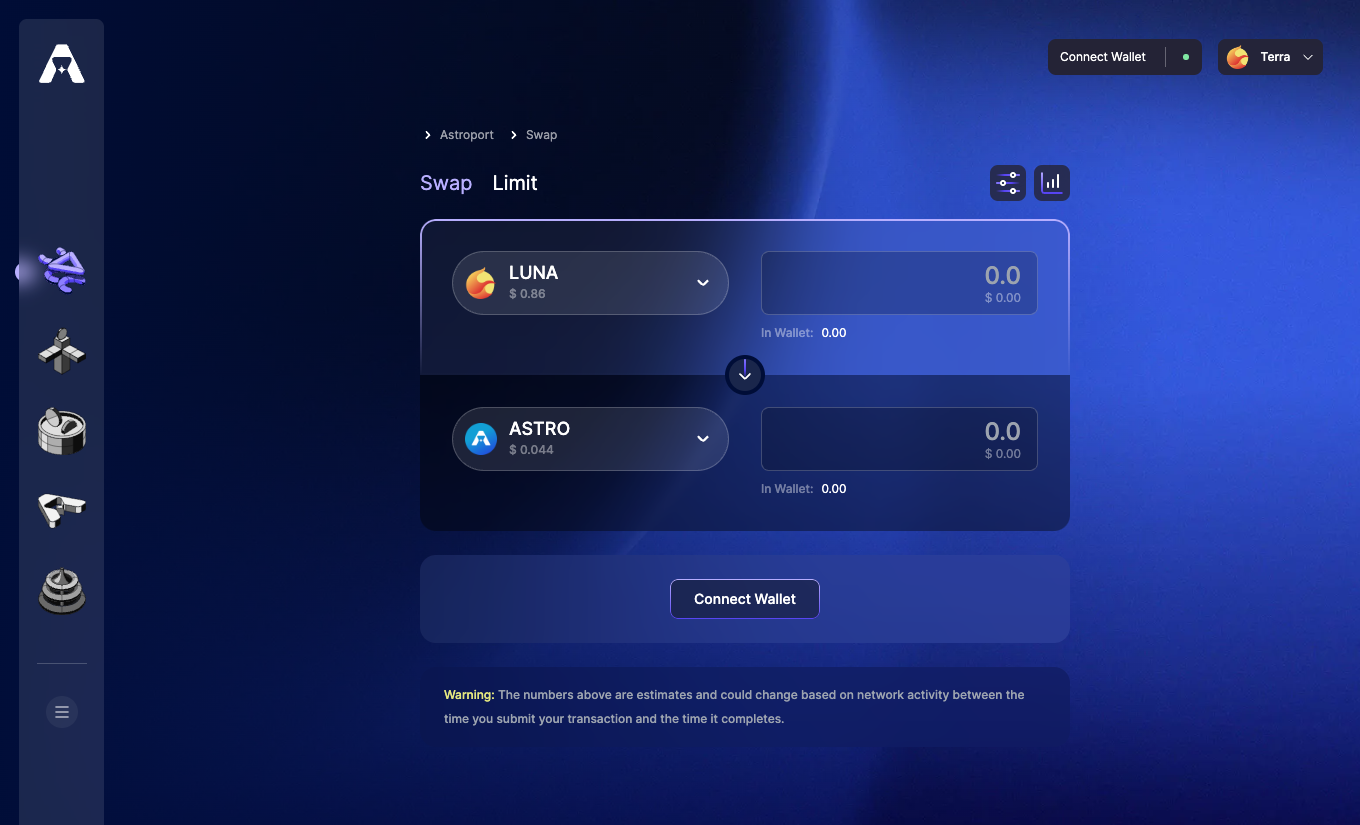 Connect Wallet
Terra
Astroport
Swap
Swap
Limit
LUNA
$ 0.86
0.0
$ 0.00
In Wallet: 0.00
ASTRO
$ 0.044
0.0
$ 0.00
In Wallet: 0.00
Connect Wallet
Warning: The numbers above are estimates and could change based on network activity between the
time you submit your transaction and the time it completes.